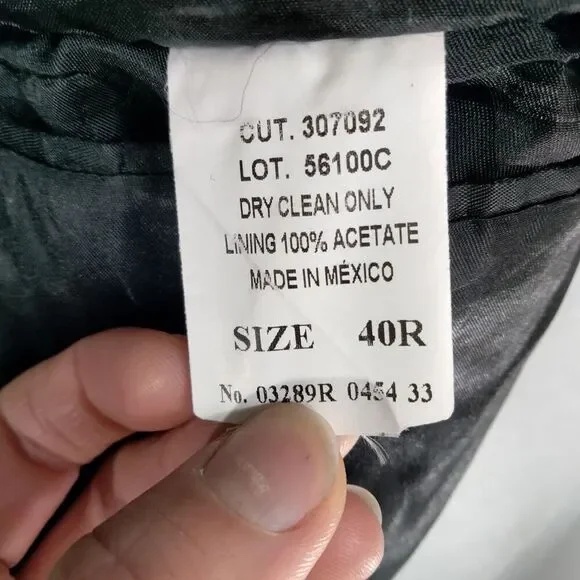 CUT. 307092
LOT. 56100C
DRY CLEAN ONLY
LINING 100% ACETATE
MADE IN MÉXICO
SIZE 40R
No. 03289R 0454 33